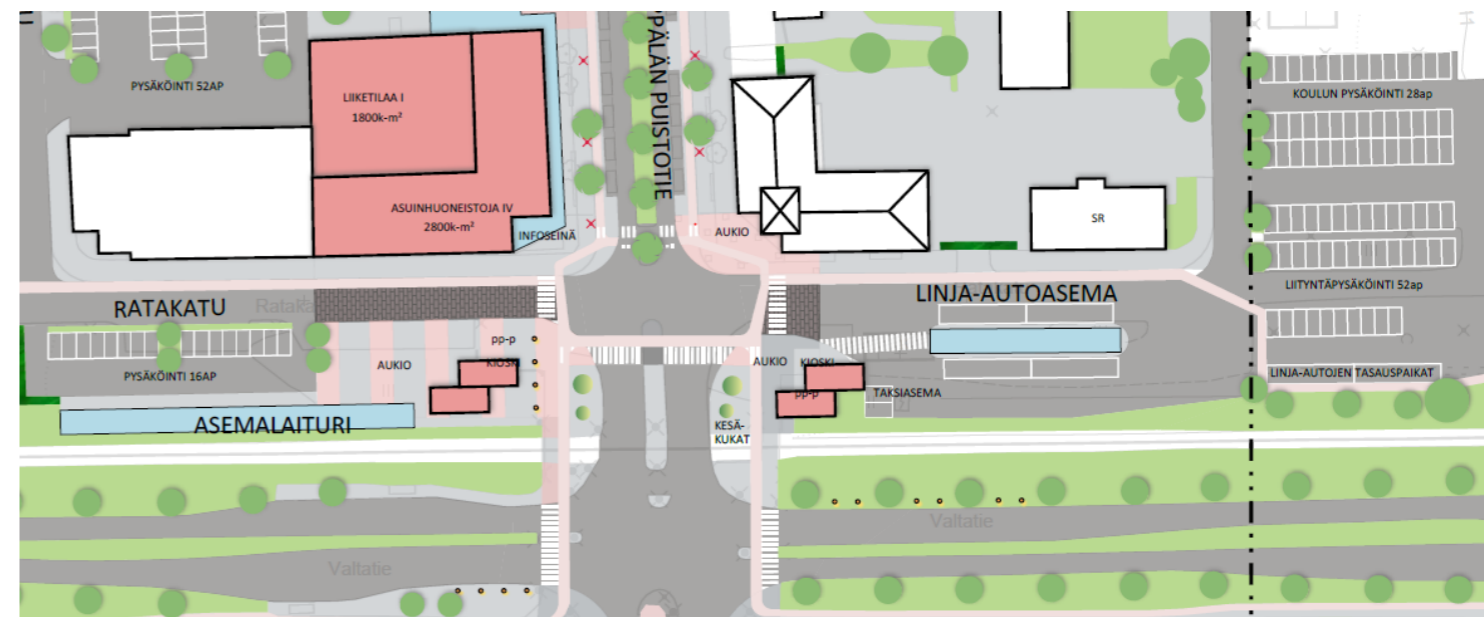 PYSÄKÖINTI 52AP
LIIKETILAA I
1800k-m²
ASUINHUONEISTOJA IV
2800k-m²
INFOSEINÄ
PPÄLÄN PUISTOTIE
AUKIO
SR
KOULUN PYSÄKÖINTI 28ap
LIITYNTÄPYSÄKÖINTI 52ap
RATAKATU
Rataka
LINJA-AUTOASEMA
PYSÄKÖINTI 16AP
AUKIO
pp-p
KIOSKI
AUKIO
KIOSKI
pp-p
TAKSIASEMA
LINJA-AUTOJEN TASAUSPAIKAT
ASEMALAITURI
KESÄ-
KUKAT
Valtatie
Valtatie